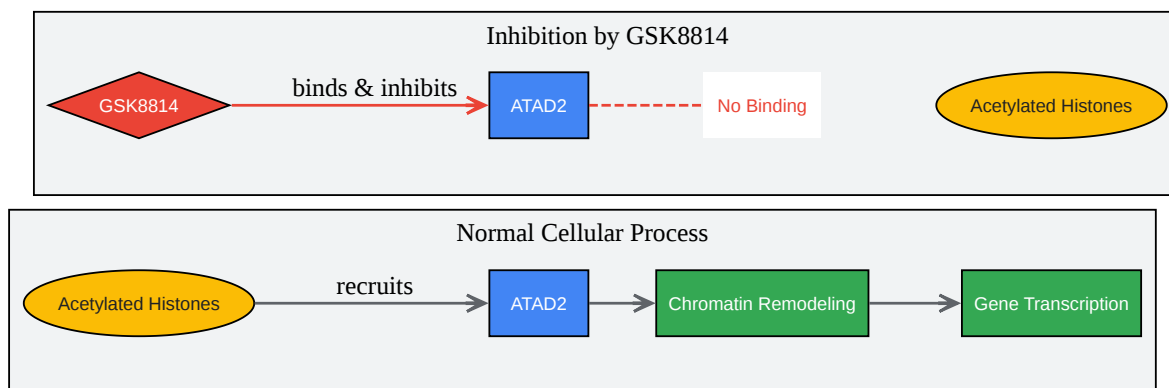 Inhibition by GSK8814
GSK8814
binds & inhibits
ATAD2
No Binding
Acetylated Histones
Normal Cellular Process
Acetylated Histones
recruits
ATAD2
Chromatin Remodeling
Gene Transcription